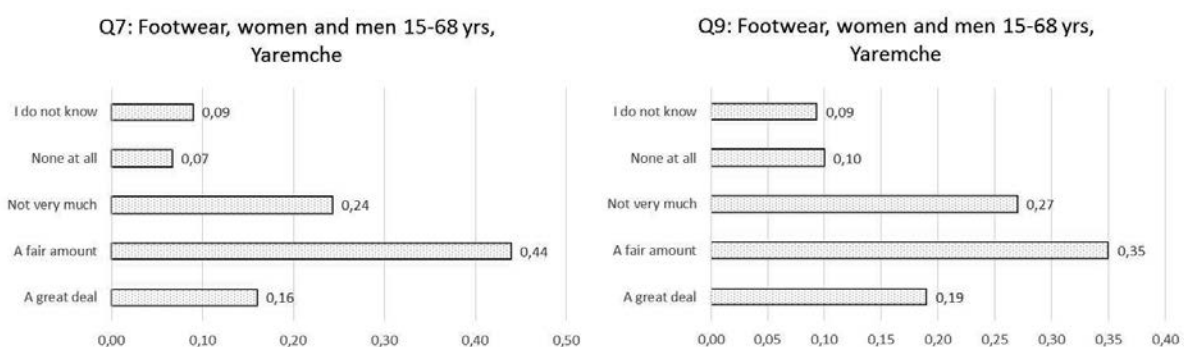 Q7: Footwear, women and men 15-68 yrs,
Yaremche
I do not know
0,09
None at all
0,07
Not very much
0,24
A fair amount
0,44
A great deal
0,16
0,00 0,10 0,20 0,30 0,40 0,50
Q9: Footwear, women and men 15-68 yrs,
Yaremche
I do not know
0,09
None at all
0,10
Not very much
0,27
A fair amount
0,35
A great deal
0,19
0,00 0,05 0,10 0,15 0,20 0,25 0,30 0,35 0,40